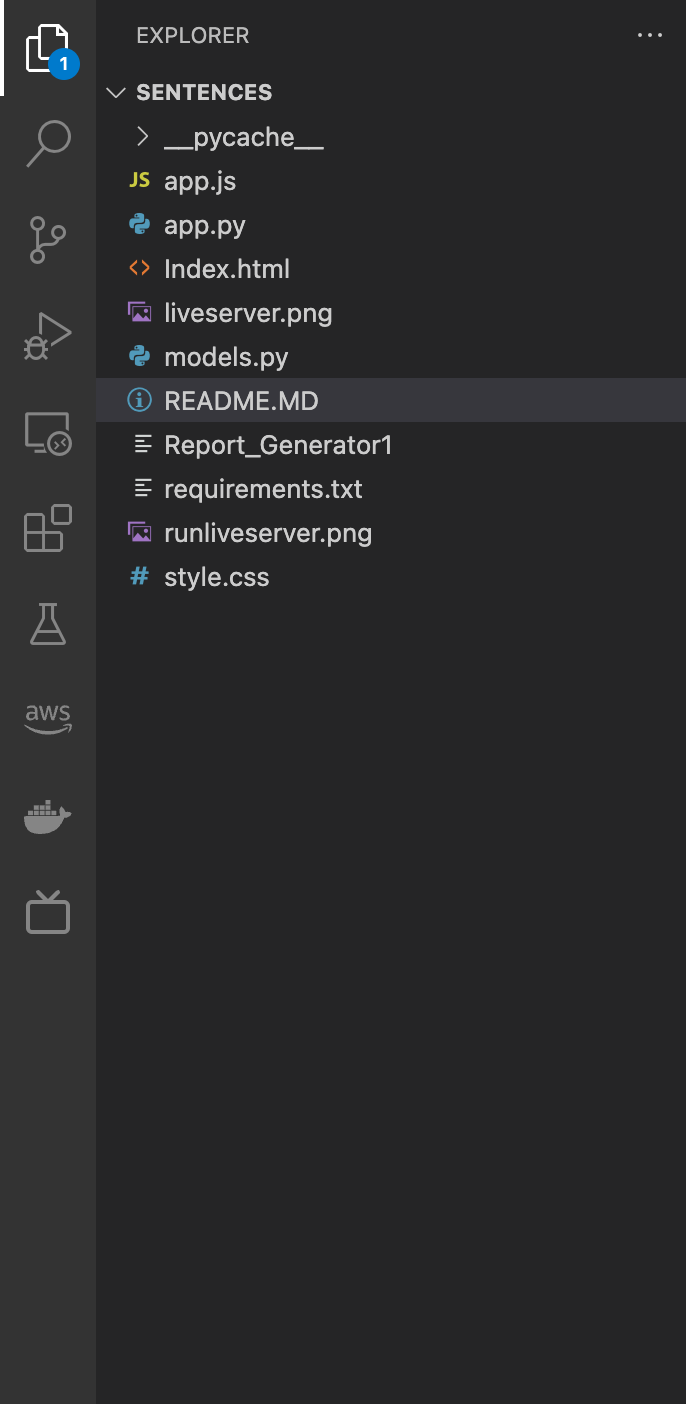 EXPLORER
1
SENTENCES
__pycache__
JS app.js
app.py
Index.html
liveserver.png
models.py
README.MD
Report_Generator1
requirements.txt
runliveserver.png
# style.css
aws